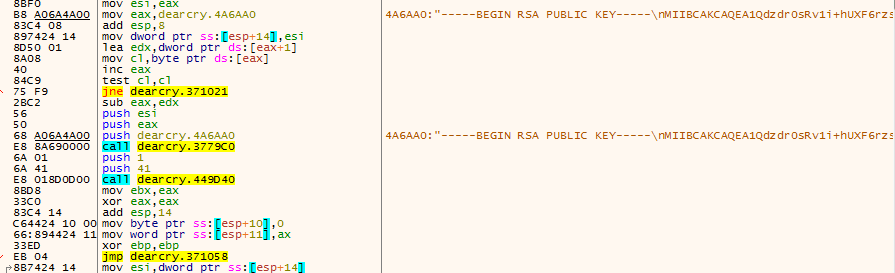 8BF0 mov esi,eax
B8 A06A4A00 mov eax,dearcry.4A6AA0 4A6AA0:"-----BEGIN RSA PUBLIC KEY-----\nMIIBCAKCAQEA1Qdzdr0sRv1i+hUXF6rzs
83C4 08 add esp,8
897424 14 mov dword ptr ss:[esp+14],esi
8D50 01 lea edx,dword ptr ds:[eax+1]
8A08 mov cl,byte ptr ds:[eax]
40 inc eax
84C9 test cl,cl
75 F9 jne dearcry.371021
2BC2 sub eax,edx
56 push esi
50 push eax
68 A06A4A00 push dearcry.4A6AA0 4A6AA0:"-----BEGIN RSA PUBLIC KEY-----\nMIIBCAKCAQEA1Qdzdr0sRv1i+hUXF6rzs
E8 8A690000 call dearcry.3779C0
6A 01 push 1
6A 41 push 41
E8 018D0D00 call dearcry.449D40
8BD8 mov ebx,eax
33C0 xor eax,eax
83C4 14 add esp,14
C64424 10 00 mov byte ptr ss:[esp+10],0
66:894424 11 mov word ptr ss:[esp+11],ax
33ED xor ebp,ebp
EB 04 jmp dearcry.371058
8B7424 14 mov esi,dword ptr ss:[esp+14]